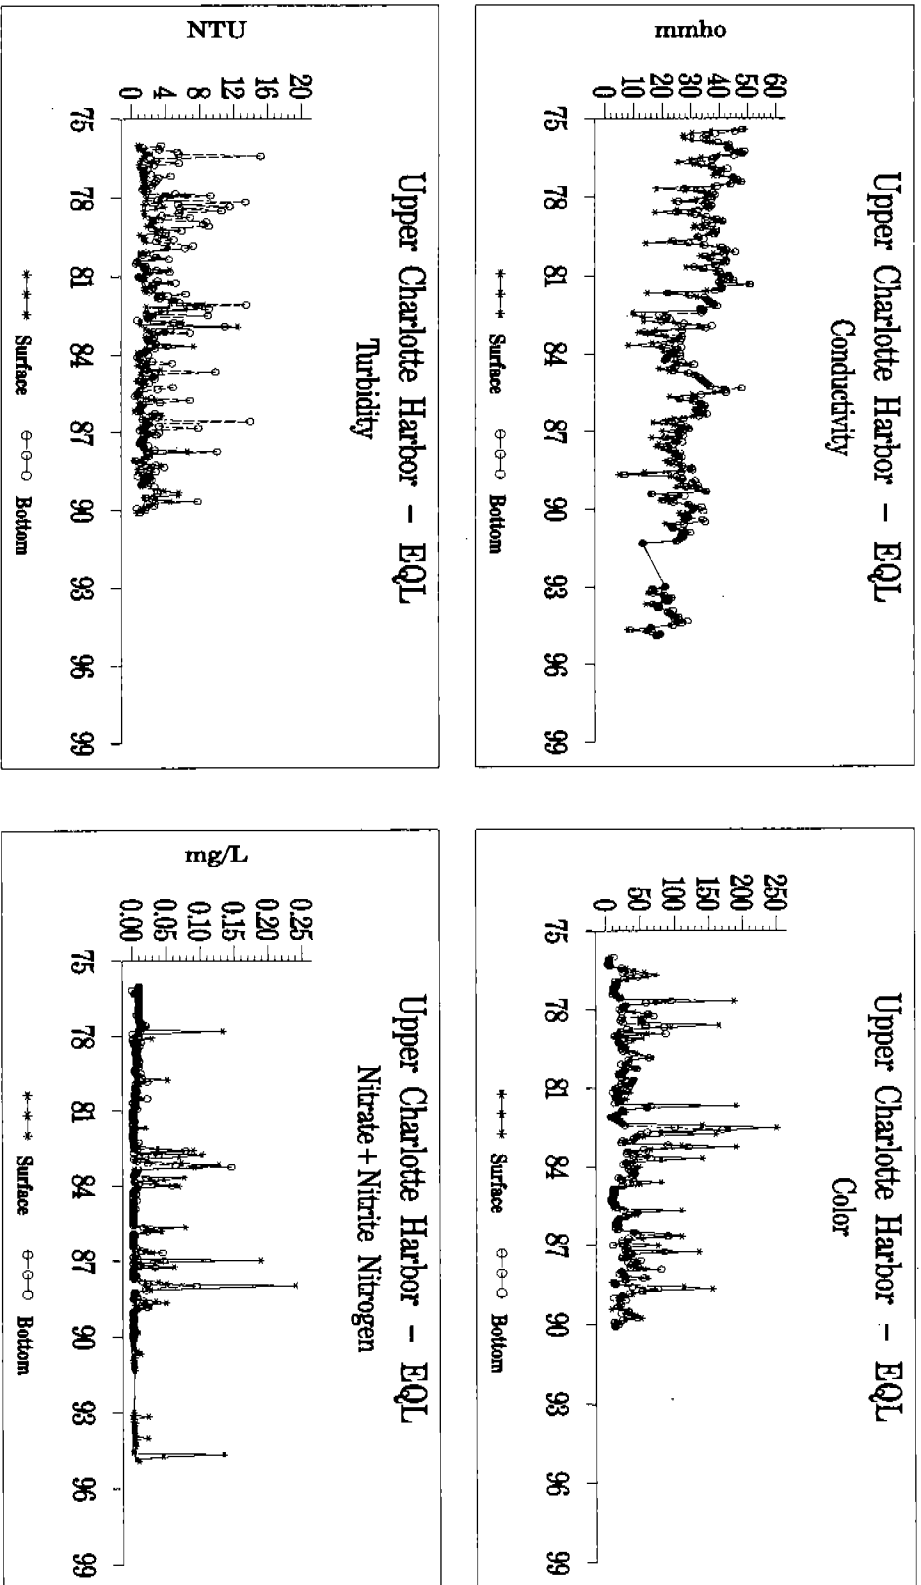 Upper Charlotte Harbor - EQL
Conductivity
mmho
60
50
40
30
20
10
0
75 78 81 84 87 90 93 96 99
*-*-* Surface o-o-o Bottom
Upper Charlotte Harbor - EQL
Color
250
200
150
100
50
0
75 78 81 84 87 90 93 96 99
*-*-* Surface o-o-o Bottom
Upper Charlotte Harbor - EQL
Turbidity
NTU
20
16
12
8
4
0
75 78 81 84 87 90 93 96 99
*-*-* Surface o-o-o Bottom
Upper Charlotte Harbor - EQL
Nitrate+Nitrite Nitrogen
mg/L
0.25
0.20
0.15
0.10
0.05
0.00
75 78 81 84 87 90 93 96 99
*-*-* Surface o-o-o Bottom